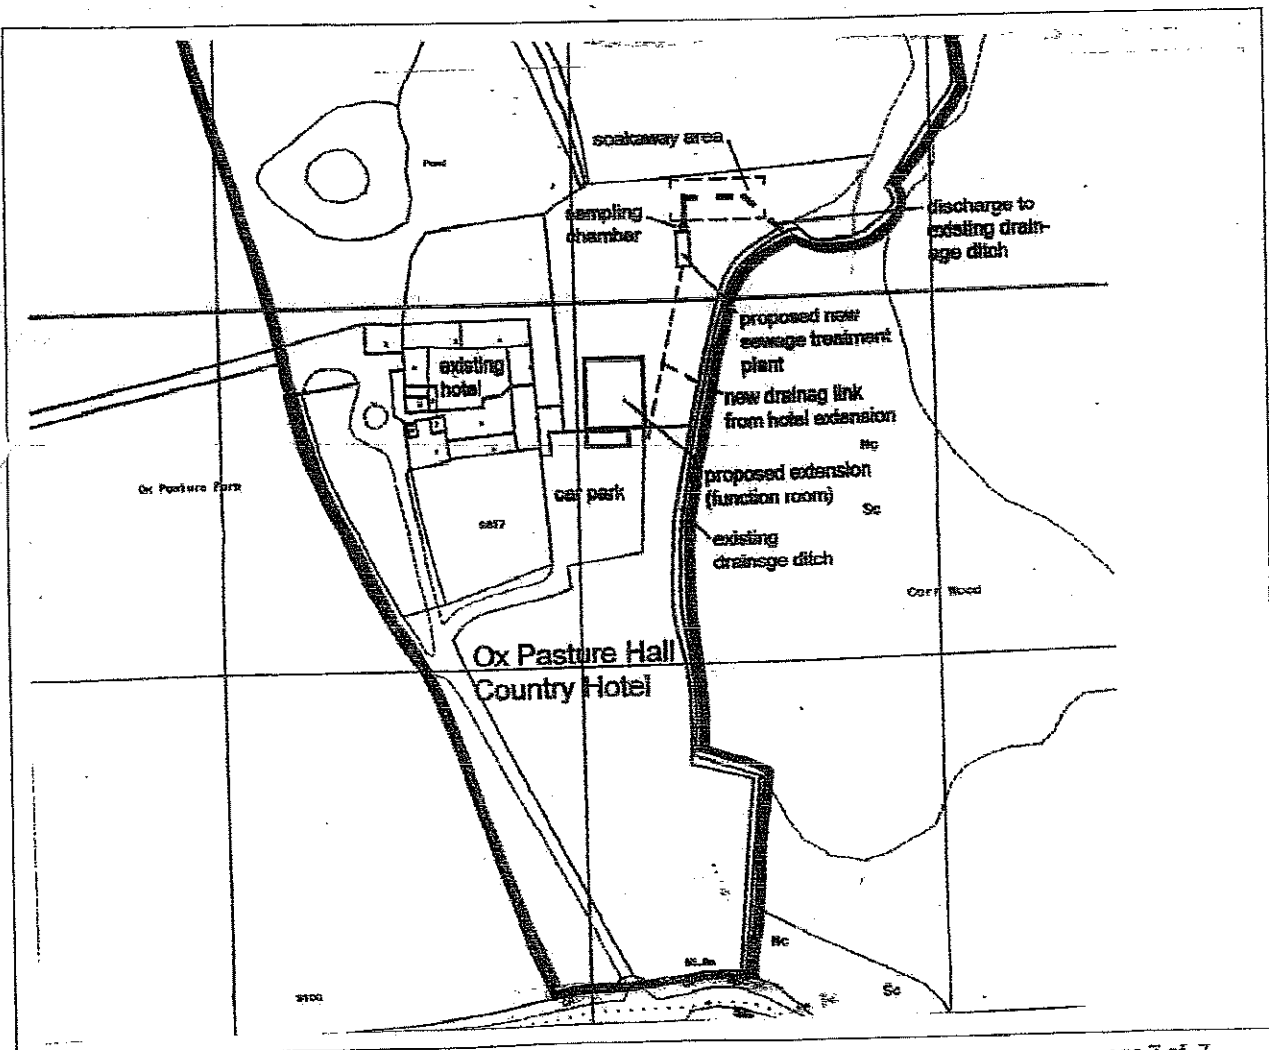 soakaway area
Pond
sampling
chamber
discharge to
existing drain-
age ditch
proposed new
sewage treatment
plant
existing
hotel
new drainag link
from hotel extension
Nc
proposed extension
(function room)
Sc
Ox Pasture Farm
car park
existing
drainage ditch
Corr Wood
Ox Pasture Hall
Country Hotel
Nc
Sc